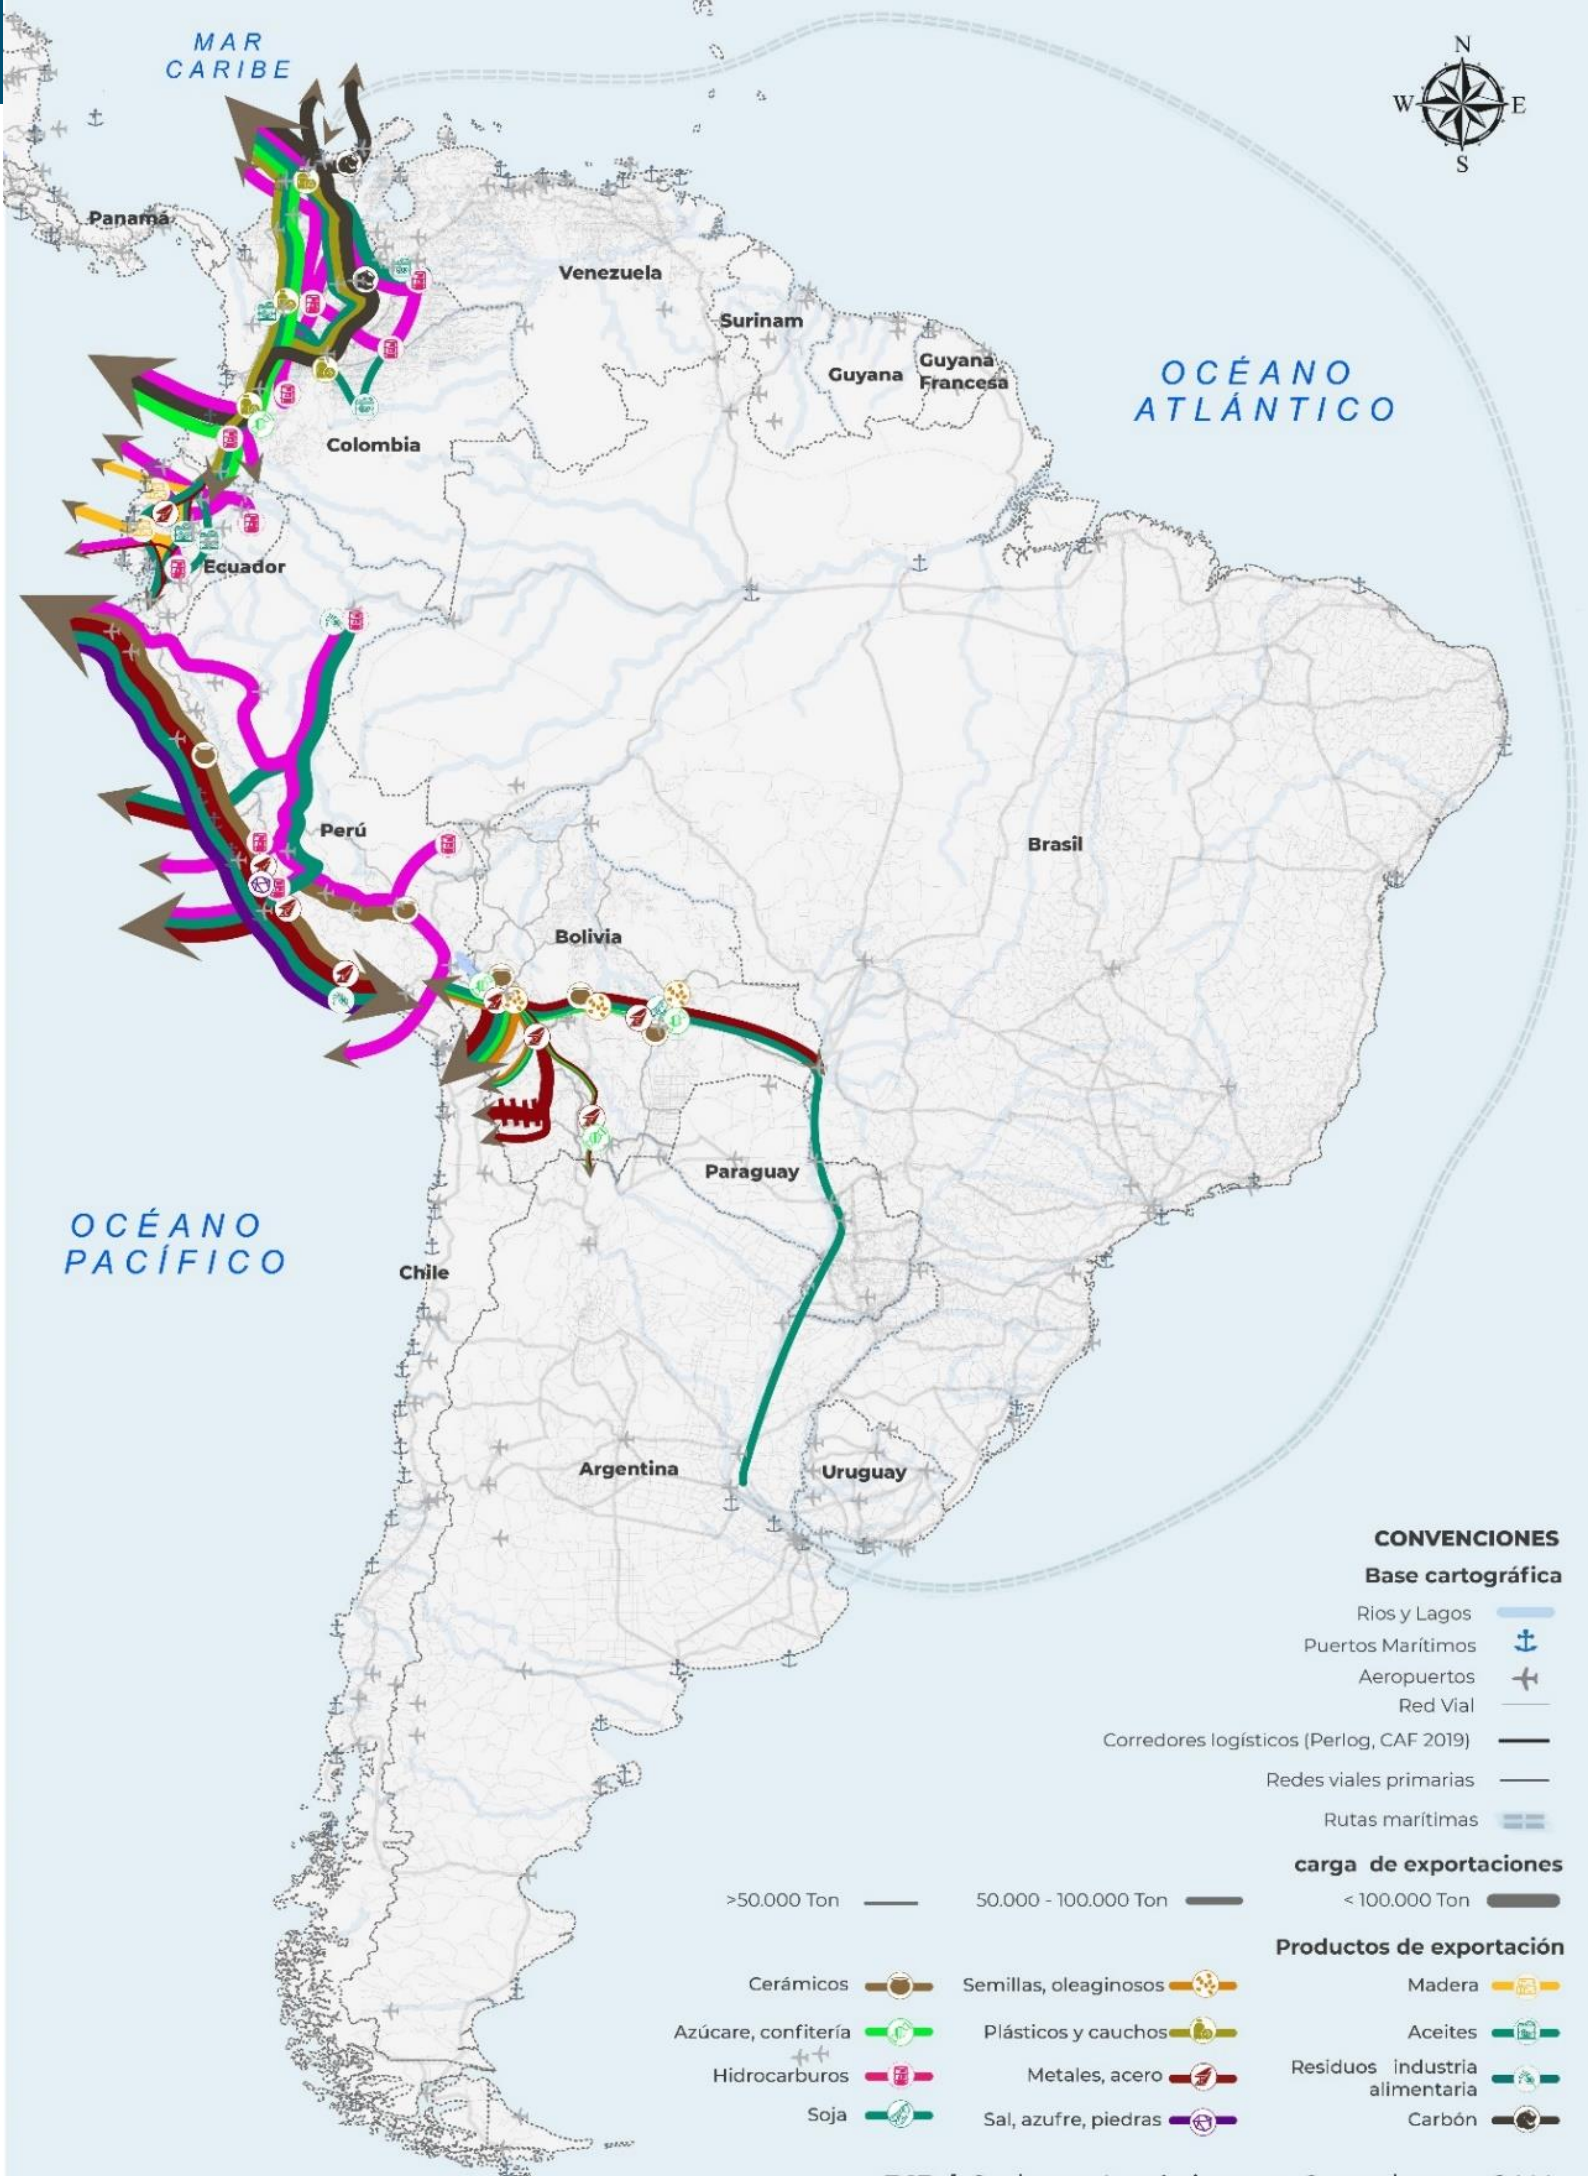 MAR
CARIBE
N
W
E
S
Panamá
Venezuela
Surinam
Guyana
Guyana
Francesa
OCÉANO
ATLÁNTICO
Colombia
Ecuador
Perú
Brasil
Bolivia
Paraguay
OCÉANO
PACÍFICO
Chile
Argentina
Uruguay
CONVENCIONES
Base cartográfica
Rios y Lagos
Puertos Marítimos
Aeropuertos
Red Vial
Corredores logísticos (Perlog, CAF 2019)
Redes viales primarias
Rutas marítimas
carga de exportaciones
>50.000 Ton
50.000 - 100.000 Ton
< 100.000 Ton
Productos de exportación
Cerámicos
Semillas, oleaginosos
Madera
Azúcare, confitería
Plásticos y cauchos
Aceites
Hidrocarburos
Metales, acero
Residuos industria
alimentaria
Soja
Sal, azufre, piedras
Carbón